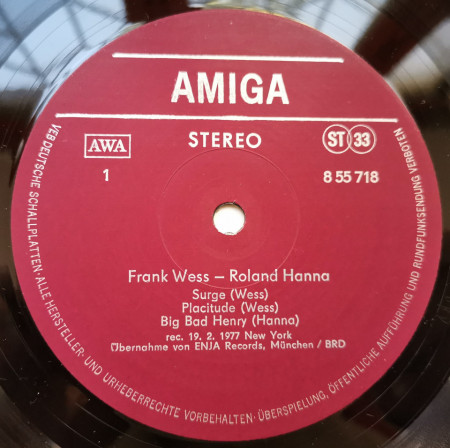 AMIGA
AWA
STEREO
ST 33
1
8 55 718
Frank Wess – Roland Hanna
Surge (Wess)
Placitude (Wess)
Big Bad Henry (Hanna)
rec. 19. 2. 1977 New York
Übernahme von ENJA Records, München / BRD
VEB DEUTSCHE SCHALLPLATTEN · ALLE HERSTELLER- UND URHEBERRECHTE VORBEHALTEN · ÜBERSPIELUNG, ÖFFENTLICHE AUFFÜHRUNG UND RUNDFUNKSENDUNG VERBOTEN